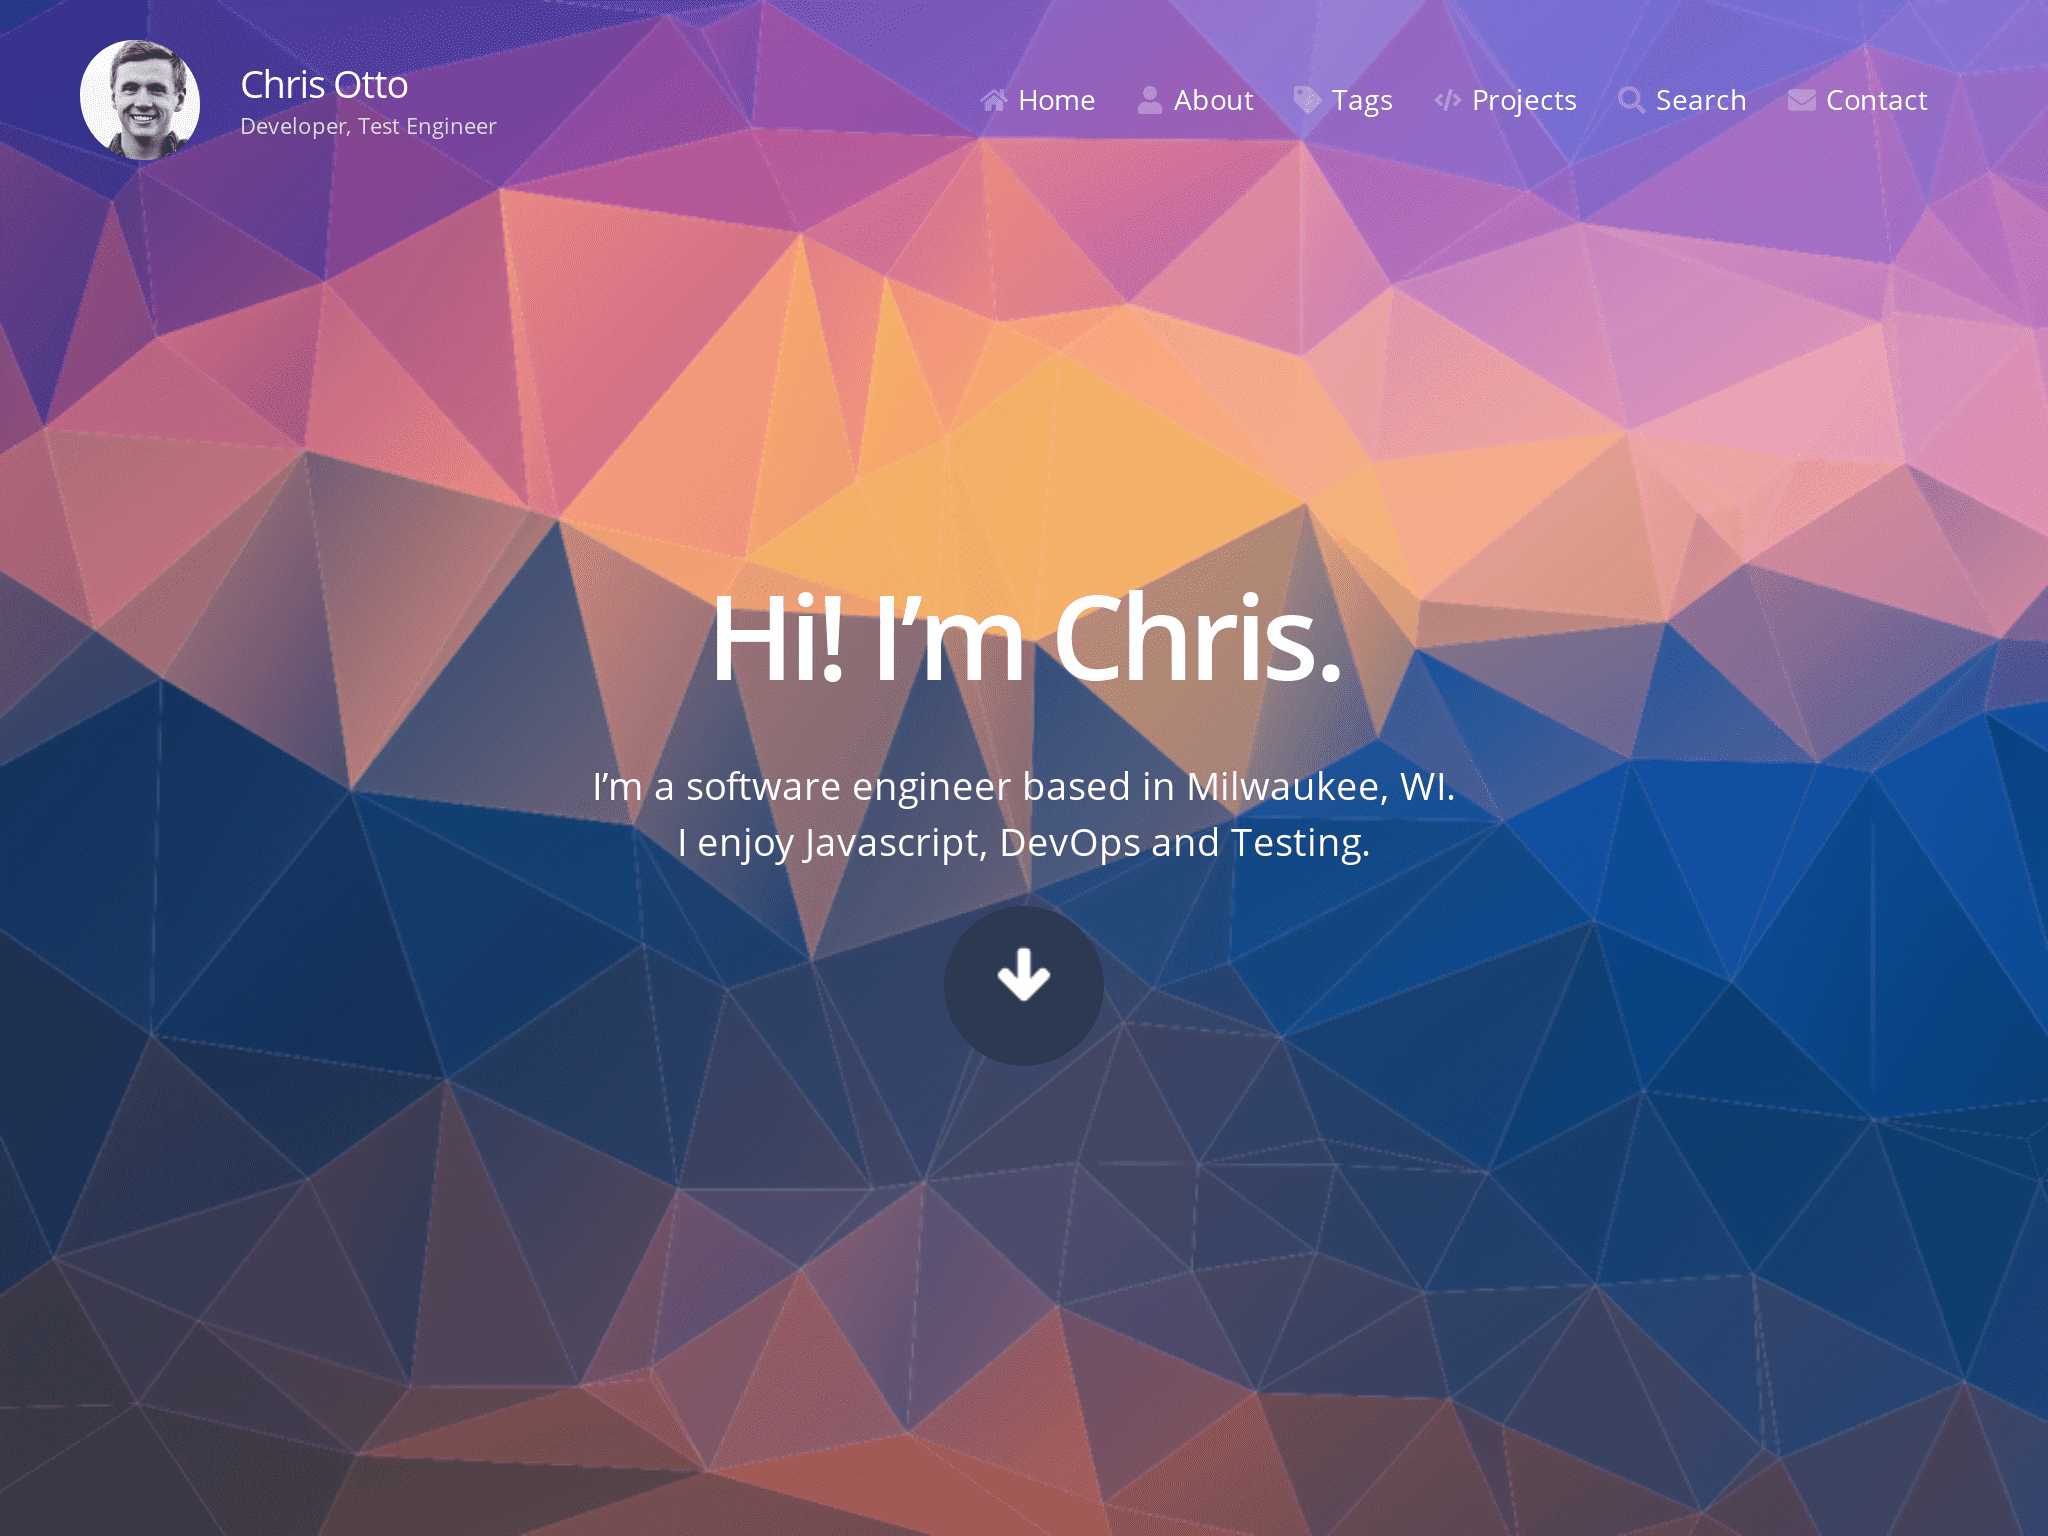 Chris Otto
Developer, Test Engineer
Home About Tags Projects Search Contact
Hi! I’m Chris.
I’m a software engineer based in Milwaukee, WI.
I enjoy Javascript, DevOps and Testing.